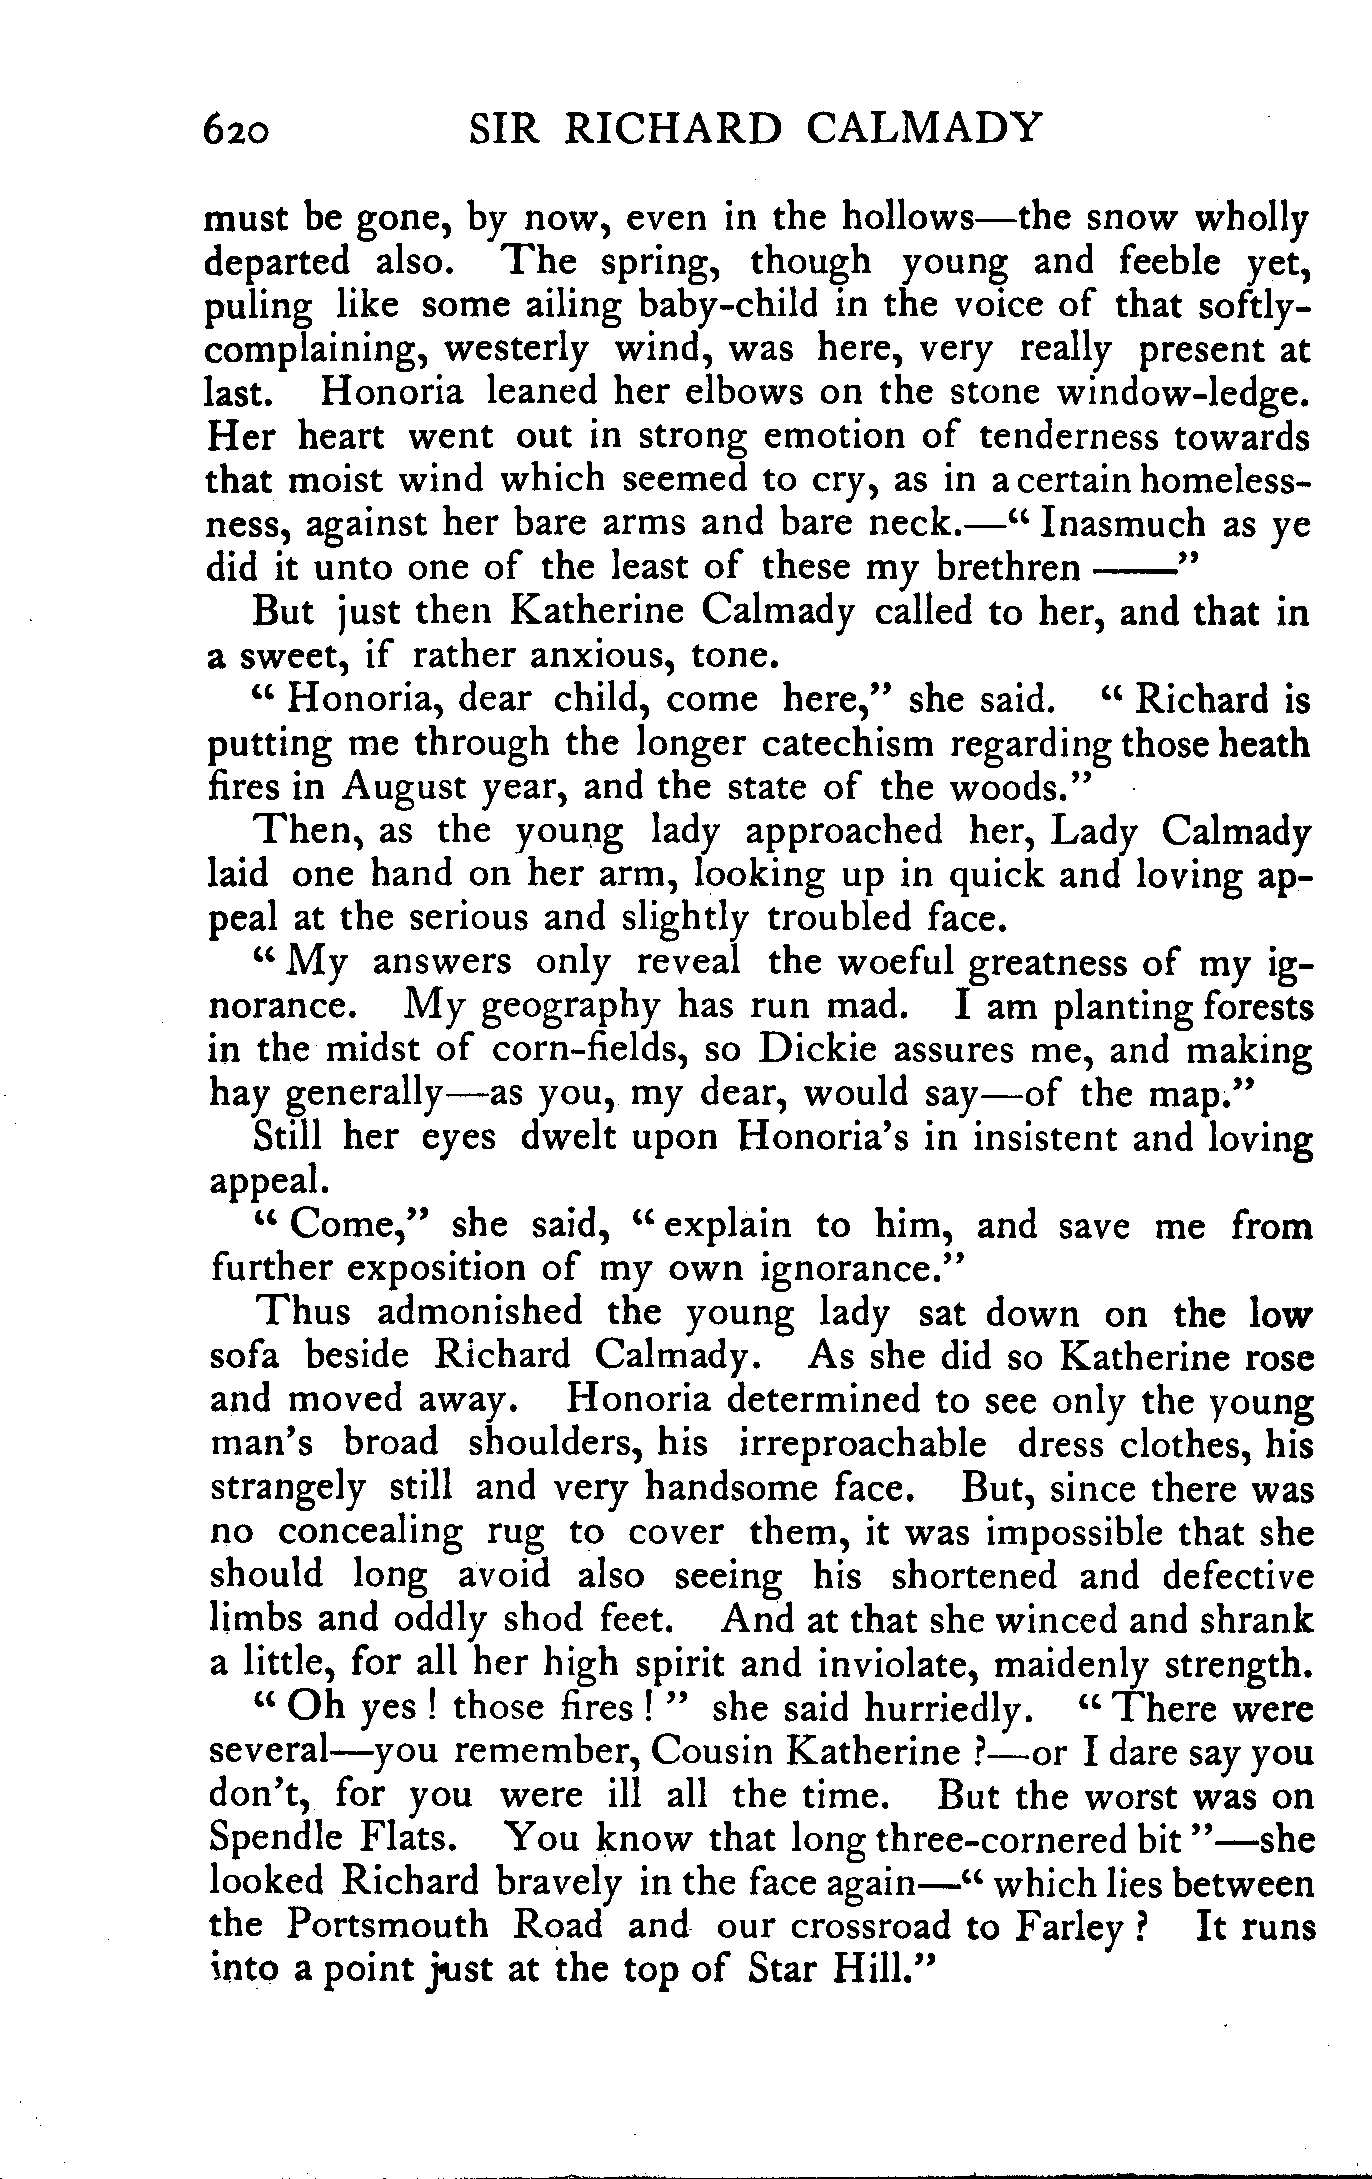 620 SIR RICHARD CALMADY
must be gone, by now, even in the hollows—the snow wholly
departed also. The spring, though young and feeble yet,
puling like some ailing baby-child in the voice of that softly-
complaining, westerly wind, was here, very really present at
last. Honoria leaned her elbows on the stone window-ledge.
Her heart went out in strong emotion of tenderness towards
that moist wind which seemed to cry, as in a certain homeless-
ness, against her bare arms and bare neck.—“ Inasmuch as ye
did it unto one of the least of these my brethren ——”
But just then Katherine Calmady called to her, and that in
a sweet, if rather anxious, tone.
“ Honoria, dear child, come here,” she said. “ Richard is
putting me through the longer catechism regarding those heath
fires in August year, and the state of the woods.”
Then, as the young lady approached her, Lady Calmady
laid one hand on her arm, looking up in quick and loving ap-
peal at the serious and slightly troubled face.
“ My answers only reveal the woeful greatness of my ig-
norance. My geography has run mad. I am planting forests
in the midst of corn-fields, so Dickie assures me, and making
hay generally—as you, my dear, would say—of the map.”
Still her eyes dwelt upon Honoria’s in insistent and loving
appeal.
“ Come,” she said, “ explain to him, and save me from
further exposition of my own ignorance.”
Thus admonished the young lady sat down on the low
sofa beside Richard Calmady. As she did so Katherine rose
and moved away. Honoria determined to see only the young
man’s broad shoulders, his irreproachable dress clothes, his
strangely still and very handsome face. But, since there was
no concealing rug to cover them, it was impossible that she
should long avoid also seeing his shortened and defective
limbs and oddly shod feet. And at that she winced and shrank
a little, for all her high spirit and inviolate, maidenly strength.
“ Oh yes ! those fires ! ” she said hurriedly. “ There were
several—you remember, Cousin Katherine ?—or I dare say you
don’t, for you were ill all the time. But the worst was on
Spendle Flats. You know that long three-cornered bit ”—she
looked Richard bravely in the face again—“ which lies between
the Portsmouth Road and our crossroad to Farley ? It runs
into a point just at the top of Star Hill.”